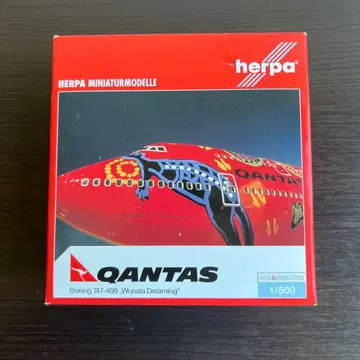 herpa
HERPA MINIATURMODELLE
QANTAS
QANTAS
Boeing 747-400 „Wunala Dreaming"
NEW GENERATION
1/500